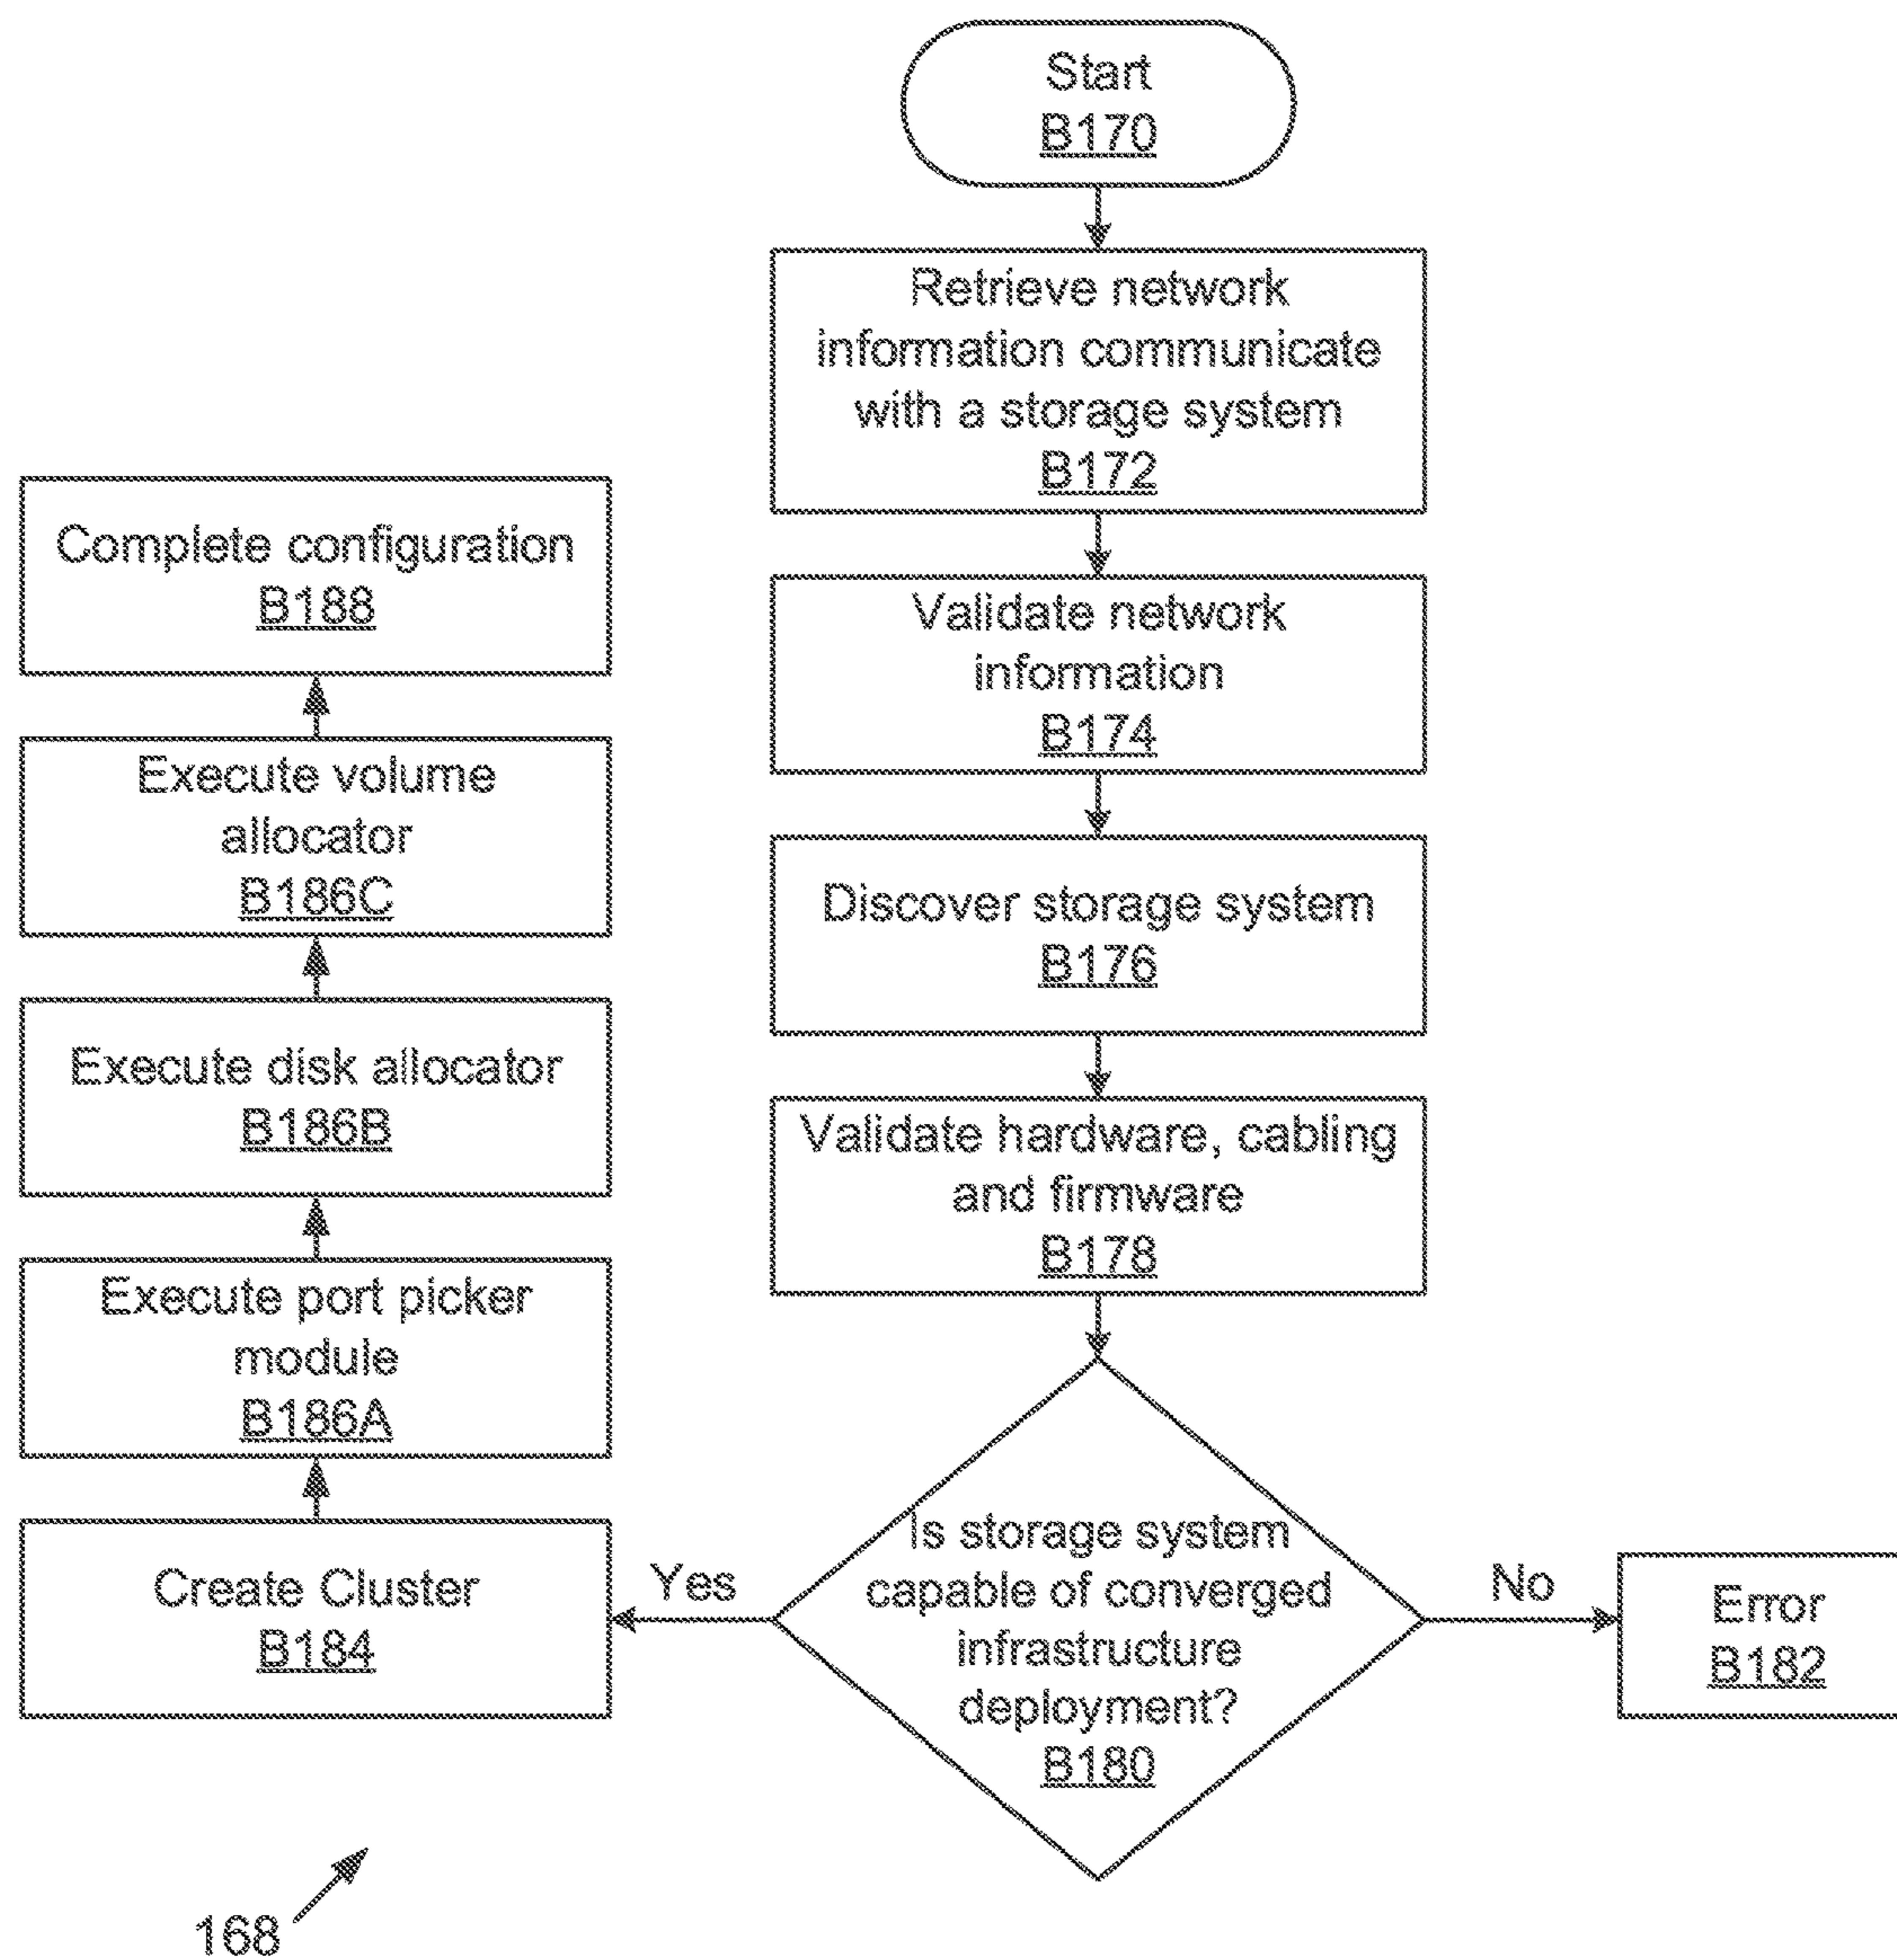 Start
B170
Retrieve network
information communicate
with a storage system
B172
Validate network
information
B174
Discover storage system
B176
Validate hardware, cabling
and firmware
B178
Is storage system
capable of converged
infrastructure
deployment?
B180
No
Error
B182
Yes
Create Cluster
B184
Execute port picker
module
B186A
Execute disk allocator
B186B
Execute volume
allocator
B186C
Complete configuration
B188
168